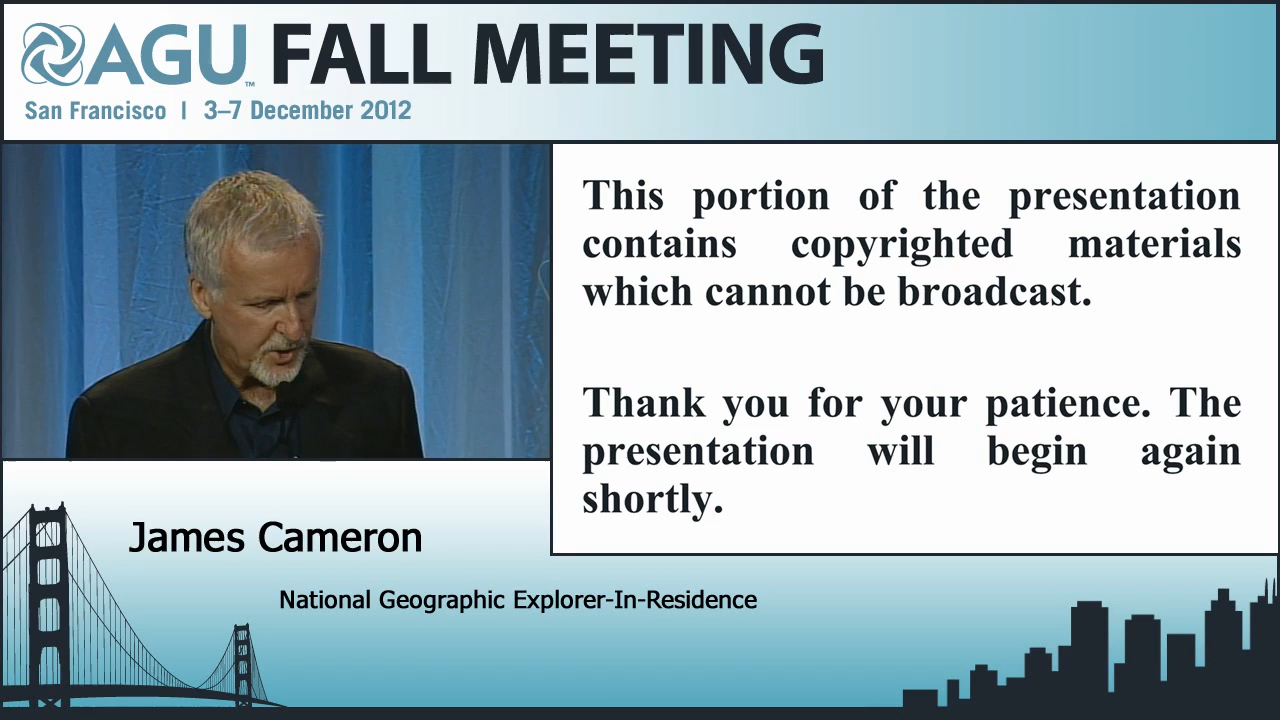 AGU™ FALL MEETING
San Francisco | 3–7 December 2012
This portion of the presentation
contains copyrighted materials
which cannot be broadcast.
Thank you for your patience. The
presentation will begin again
shortly.
James Cameron
National Geographic Explorer-In-Residence